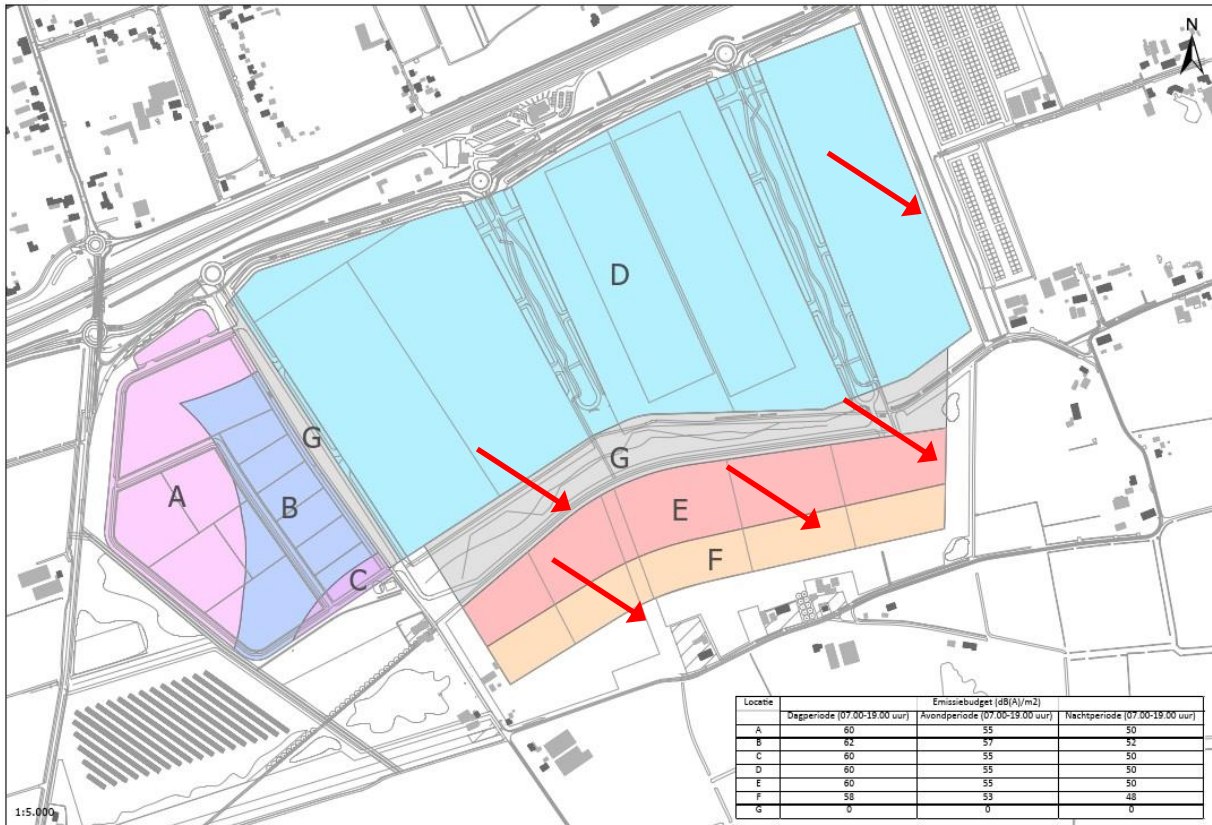 N
D
G
G
A
B
E
C
F
Locatie Emissiebudget (dB(A)/m2)
Dagperiode (07.00-19.00 uur) Avondperiode (07.00-19.00 uur) Nachtperiode (07.00-19.00 uur)
A 60 55 50
B 62 57 52
C 60 55 50
D 60 55 50
E 60 55 50
F 58 53 48
G 0 0 0
1:5.000